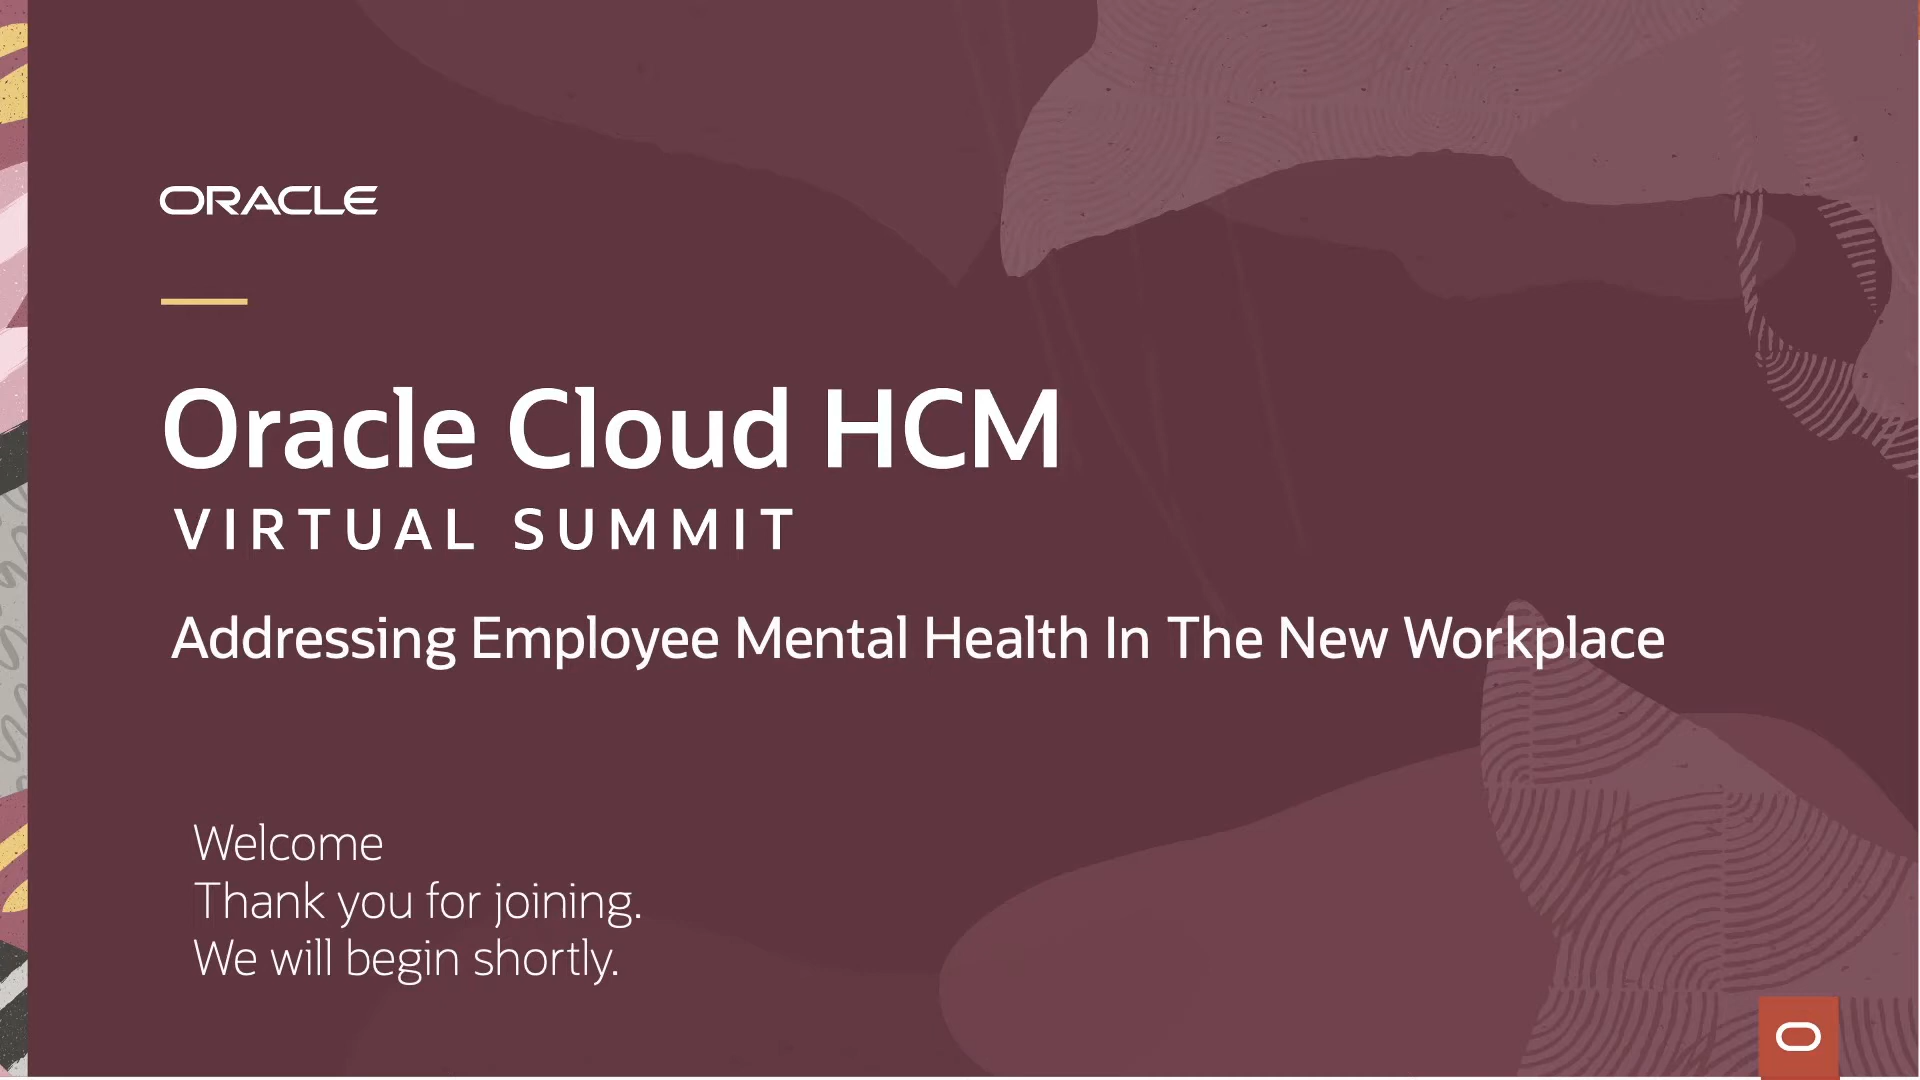 ORACLE
Oracle Cloud HCM
VIRTUAL SUMMIT
Addressing Employee Mental Health In The New Workplace
Welcome
Thank you for joining.
We will begin shortly.